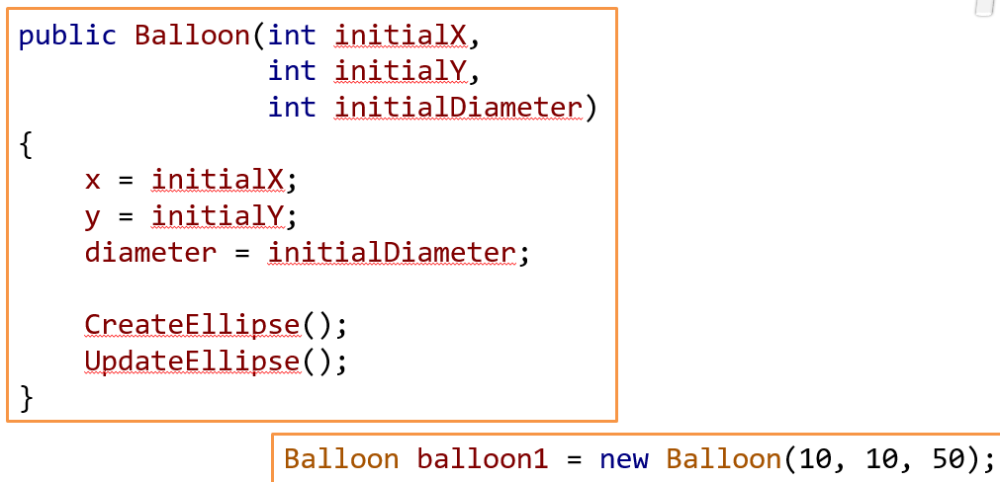 public Balloon(int initialX,
               int initialY,
               int initialDiameter)
{
    x = initialX;
    y = initialY;
    diameter = initialDiameter;

    CreateEllipse();
    UpdateEllipse();
}
Balloon balloon1 = new Balloon(10, 10, 50);